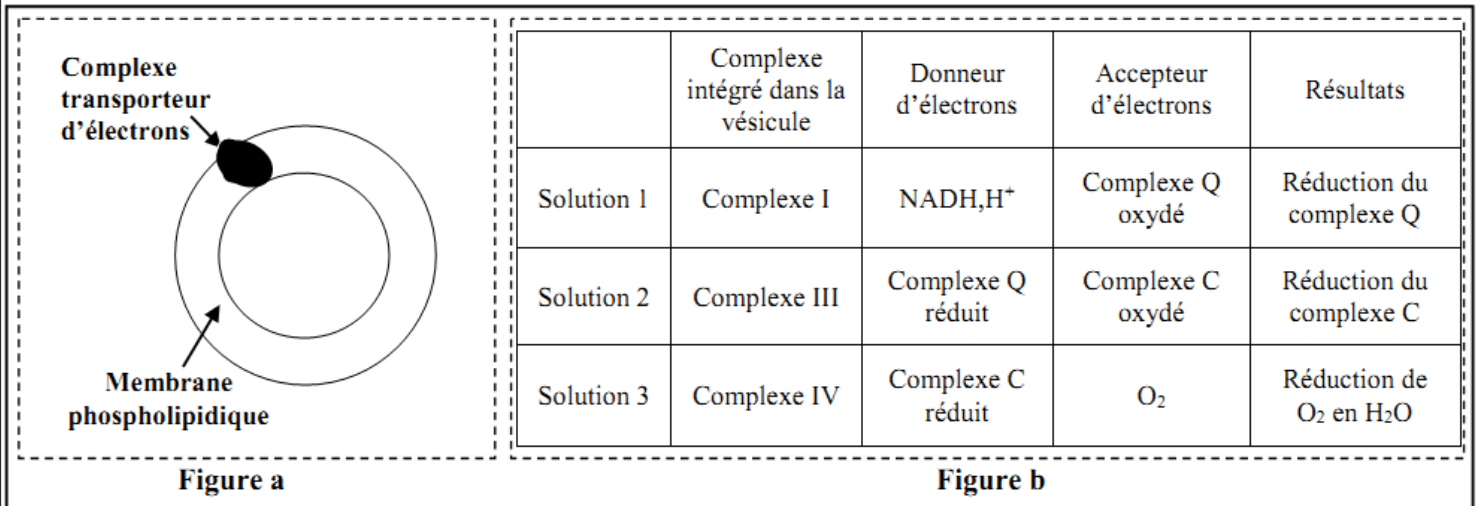 Complexe
transporteur
d'électrons
Membrane
phospholipidique
Figure a
Complexe
intégré dans la
vésicule
Donneur
d'électrons
Accepteur
d'électrons
Résultats
Solution 1
Complexe I
NADH,H⁺
Complexe Q
oxydé
Réduction du
complexe Q
Solution 2
Complexe III
Complexe Q
réduit
Complexe C
oxydé
Réduction du
complexe C
Solution 3
Complexe IV
Complexe C
réduit
O₂
Réduction de
O₂ en H₂O
Figure b